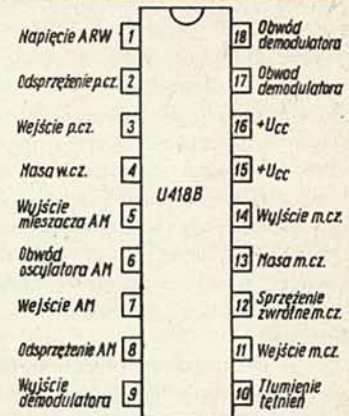 Napięcie ARW 1
Odsprzężenie p.cz. 2
Wejście p.cz. 3
Masa w.cz. 4
Wyjście
mieszacza AM 5
Obwód
oscylatora AM 6
Wejście AM 7
Odsprzężenie AM 8
Wyjście
demodulatora 9
U418B
18 Obwód
demodulatora
17 Obwod
demodulatora
16 +Ucc
15 +Ucc
14 Wyjście m.cz.
13 Masa m.cz.
12 Sprzężenie
zwrotne m.cz.
11 Wejście m.cz.
10 Tłumienie
tętnień